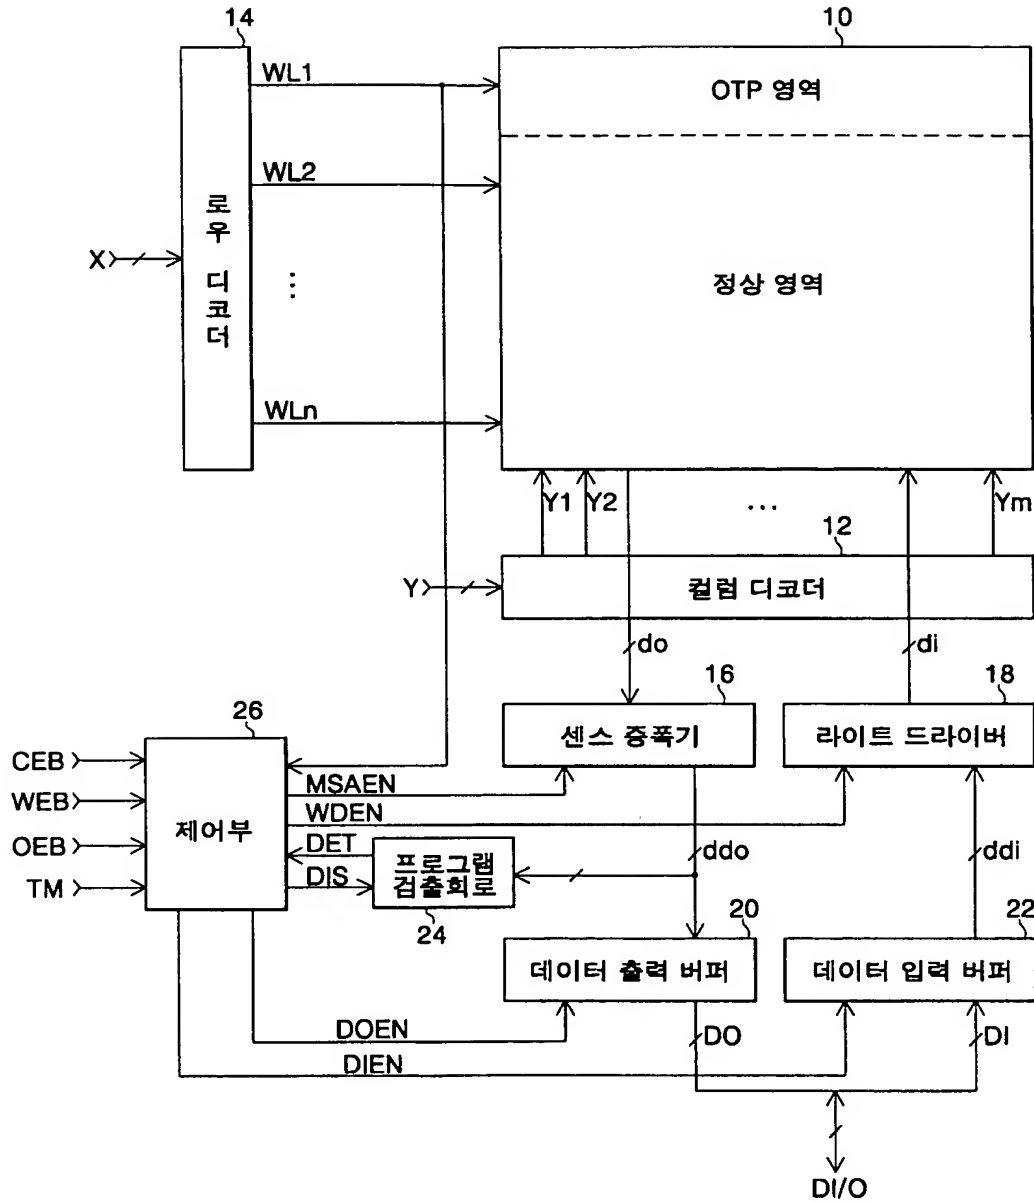 14
10
WL1
OTP 영역
WL2
로우 디코더
X
정상 영역
...
WLn
Y1
Y2
...
Ym
12
Y
컬럼 디코더
do
di
16
18
26
센스 증폭기
라이트 드라이버
CEB
WEB
OEB
TM
제어부
MSAEN
WDEN
DET
DIS
프로그램
검출회로
24
ddo
ddi
20
22
데이터 출력 버퍼
데이터 입력 버퍼
DOEN
DIEN
DO
DI
DI/O